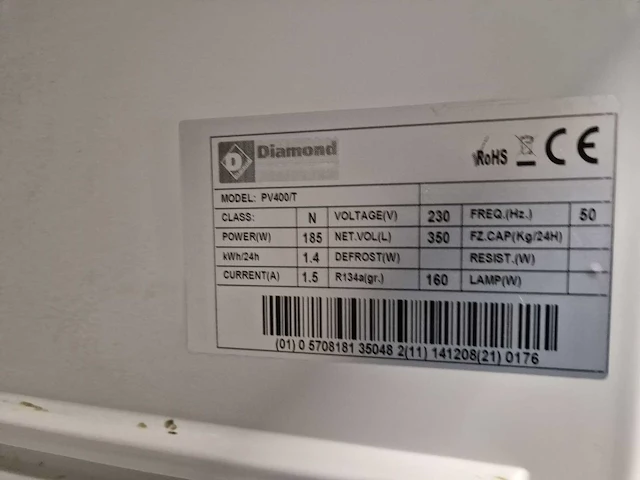 D Diamond
RoHS CE
MODEL: PV400/T
CLASS: N VOLTAGE(V) 230 FREQ.(Hz.) 50
POWER(W) 185 NET.VOL(L) 350 FZ.CAP(Kg/24H)
kWh/24h 1.4 DEFROST(W) RESIST.(W)
CURRENT(A) 1.5 R134a(gr.) 160 LAMP(W)
(01) 0 5708181 35048 2(11) 141208(21) 0176